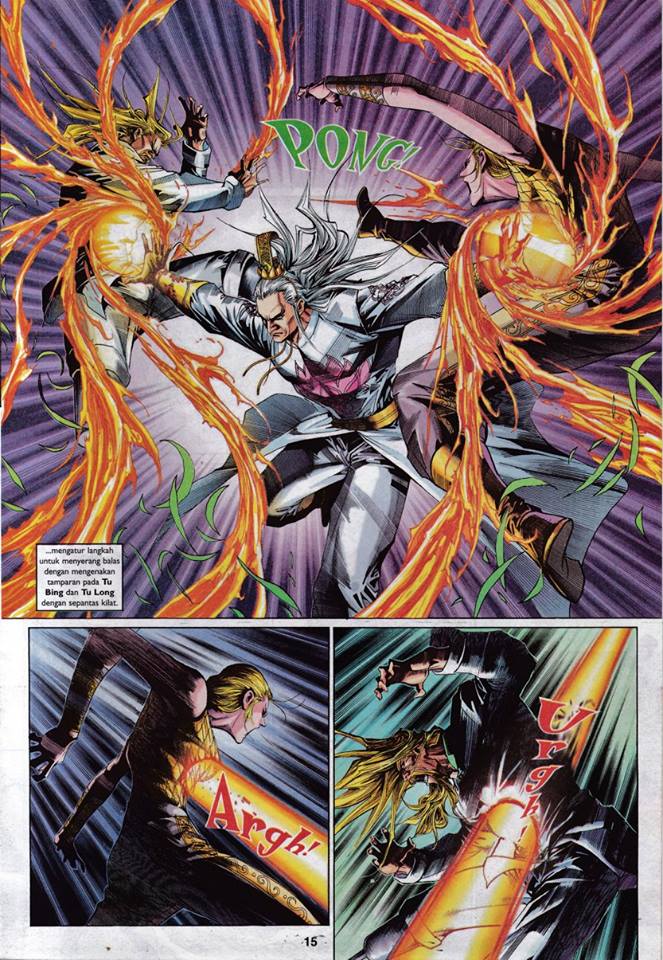 PONG!
...mengatur langkah
untuk menyerang balas
dengan mengenakan
tamparan pada Tu
Bing dan Tu Long
dengan sepantas kilat.
Argh!
Urgh!
15